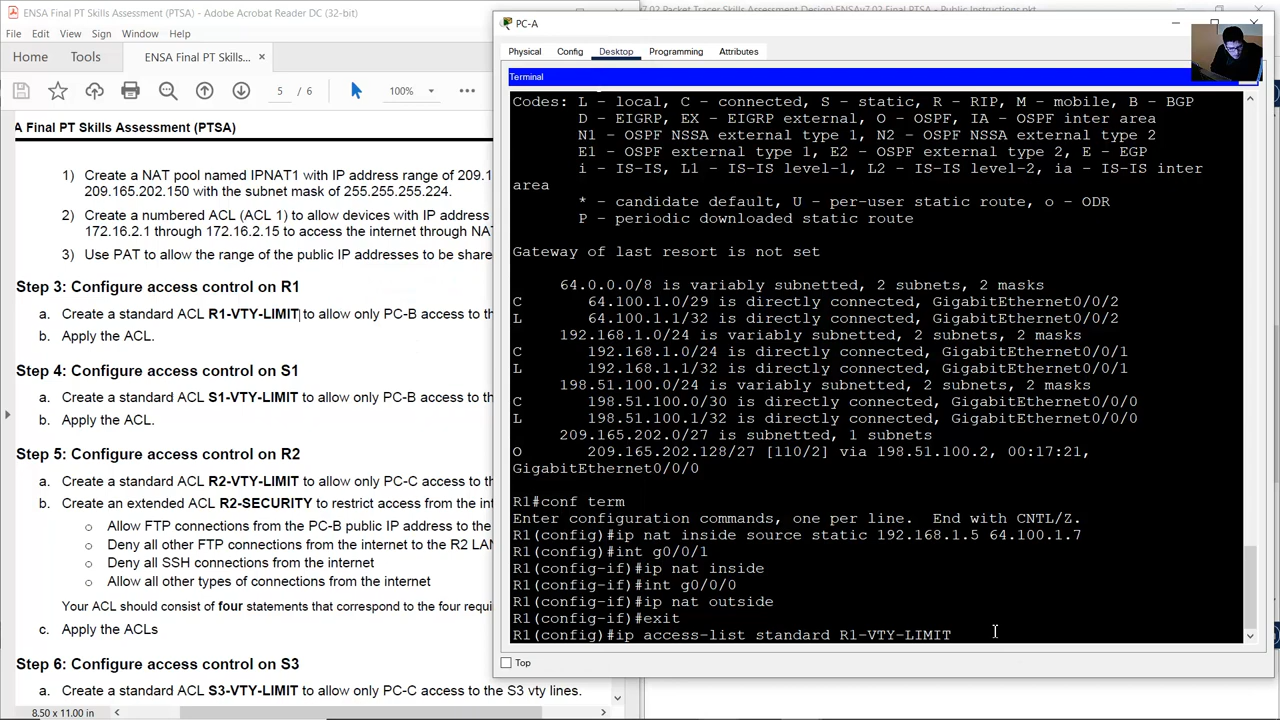 ENSA Final PT Skills Assessment (PTSA).pdf - Adobe Acrobat Reader DC (32-bit)
File Edit View Sign Window Help
Home Tools ENSA Final PT Skills... ×
5 / 6 100%
A Final PT Skills Assessment (PTSA)
1) Create a NAT pool named IPNAT1 with IP address range of 209.1
209.165.202.150 with the subnet mask of 255.255.255.224.
2) Create a numbered ACL (ACL 1) to allow devices with IP address
172.16.2.1 through 172.16.2.15 to access the internet through NAT
3) Use PAT to allow the range of the public IP addresses to be share
Step 3: Configure access control on R1
a. Create a standard ACL R1-VTY-LIMIT to allow only PC-B access to the
b. Apply the ACL.
Step 4: Configure access control on S1
a. Create a standard ACL S1-VTY-LIMIT to allow only PC-B access to the
b. Apply the ACL.
Step 5: Configure access control on R2
a. Create a standard ACL R2-VTY-LIMIT to allow only PC-C access to the
b. Create an extended ACL R2-SECURITY to restrict access from the int
o Allow FTP connections from the PC-B public IP address to the
o Deny all other FTP connections from the internet to the R2 LAN
o Deny SSH connections from the internet
o Allow all other types of connections from the internet
Your ACL should consist of four statements that correspond to the four requi
c. Apply the ACLs
Step 6: Configure access control on S3
a. Create a standard ACL S3-VTY-LIMIT to allow only PC-C access to the S3 vty lines.
8.50 x 11.00 in
v7.02 Packet Tracer Skills Assessment Design\ENSAv7.02 Final PTSA - Public Instructions.pkt
PC-A
Physical Config Desktop Programming Attributes
Terminal
Codes: L - local, C - connected, S - static, R - RIP, M - mobile, B - BGP
D - EIGRP, EX - EIGRP external, O - OSPF, IA - OSPF inter area
N1 - OSPF NSSA external type 1, N2 - OSPF NSSA external type 2
E1 - OSPF external type 1, E2 - OSPF external type 2, E - EGP
i - IS-IS, L1 - IS-IS level-1, L2 - IS-IS level-2, ia - IS-IS inter
area
* - candidate default, U - per-user static route, o - ODR
P - periodic downloaded static route
Gateway of last resort is not set
64.0.0.0/8 is variably subnetted, 2 subnets, 2 masks
C 64.100.1.0/29 is directly connected, GigabitEthernet0/0/2
L 64.100.1.1/32 is directly connected, GigabitEthernet0/0/2
192.168.1.0/24 is variably subnetted, 2 subnets, 2 masks
C 192.168.1.0/24 is directly connected, GigabitEthernet0/0/1
L 192.168.1.1/32 is directly connected, GigabitEthernet0/0/1
198.51.100.0/24 is variably subnetted, 2 subnets, 2 masks
C 198.51.100.0/30 is directly connected, GigabitEthernet0/0/0
L 198.51.100.1/32 is directly connected, GigabitEthernet0/0/0
209.165.202.0/27 is subnetted, 1 subnets
O 209.165.202.128/27 [110/2] via 198.51.100.2, 00:17:21,
GigabitEthernet0/0/0
R1#conf term
Enter configuration commands, one per line. End with CNTL/Z.
R1(config)#ip nat inside source static 192.168.1.5 64.100.1.7
R1(config)#int g0/0/1
R1(config-if)#ip nat inside
R1(config-if)#int g0/0/0
R1(config-if)#ip nat outside
R1(config-if)#exit
R1(config)#ip access-list standard R1-VTY-LIMIT
Top